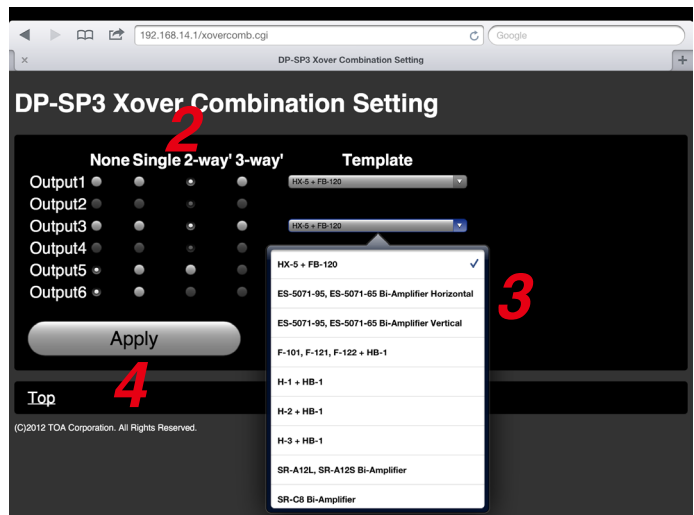 192.168.14.1/xovercomb.cgi
Google
DP-SP3 Xover Combination Setting
DP-SP3 Xover Combination Setting
2
None Single 2-way' 3-way' Template
Output1 HX-5 + FB-120
Output2
Output3 HX-5 + FB-120
Output4
Output5
Output6
HX-5 + FB-120
ES-5071-95, ES-5071-65 Bi-Amplifier Horizontal
3
ES-5071-95, ES-5071-65 Bi-Amplifier Vertical
F-101, F-121, F-122 + HB-1
H-1 + HB-1
H-2 + HB-1
H-3 + HB-1
SR-A12L, SR-A12S Bi-Amplifier
SR-C8 Bi-Amplifier
Apply
4
Top
(C)2012 TOA Corporation. All Rights Reserved.